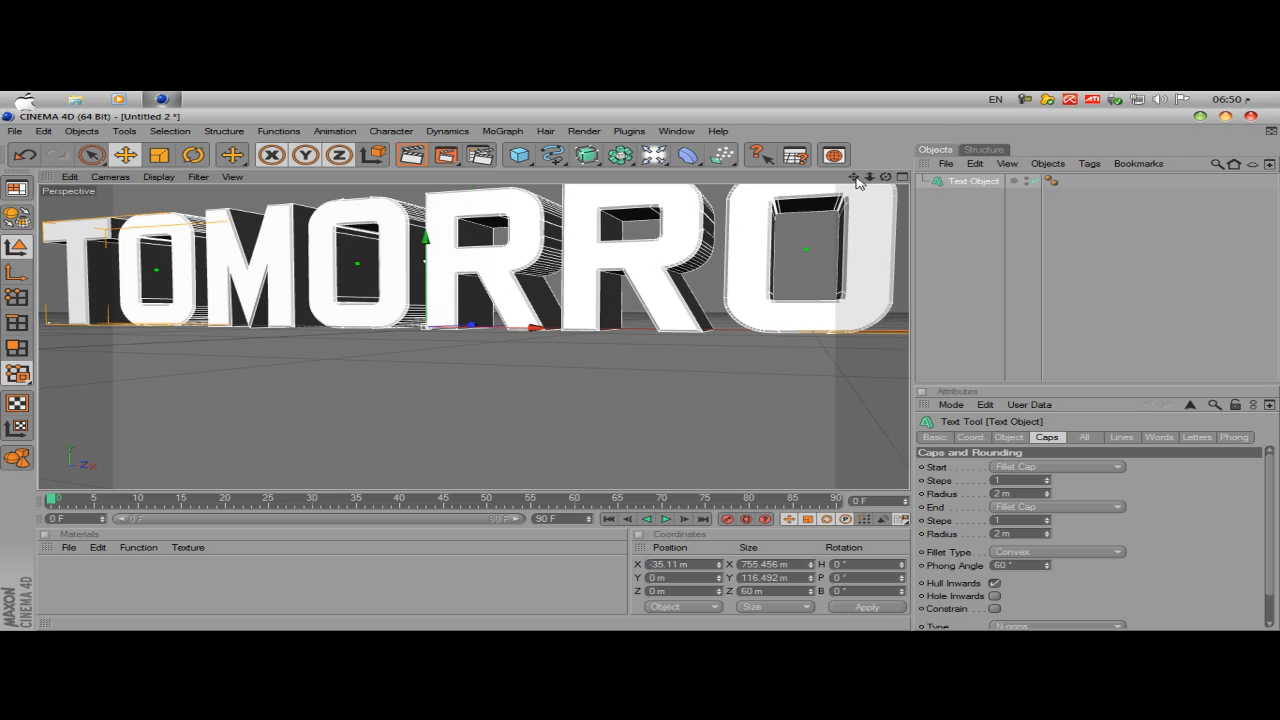 EN
06:50 م
CINEMA 4D (64 Bit) - [Untitled 2 *]
File Edit Objects Tools Selection Structure Functions Animation Character Dynamics MoGraph Hair Render Plugins Window Help
X Y Z
Objects Structure
File Edit View Objects Tags Bookmarks
Text Object
Edit Cameras Display Filter View
Perspective
TOMORRO
Y
Z X
0 5 10 15 20 25 30 35 40 45 50 55 60 65 70 75 80 85 90
0 F
0 F 0 F 90 F 90 F
Materials
File Edit Function Texture
Coordinates
Position Size Rotation
X -35.11 m X 755.456 m H 0 °
Y 0 m Y 116.492 m P 0 °
Z 0 m Z 60 m B 0 °
Object Size Apply
Attributes
Mode Edit User Data
Text Tool [Text Object]
Basic Coord. Object Caps All Lines Words Letters Phong
Caps and Rounding
Start Fillet Cap
Steps 1
Radius 2 m
End Fillet Cap
Steps 1
Radius 2 m
Fillet Type Convex
Phong Angle 60 °
Hull Inwards
Hole Inwards
Constrain
Type N-gons
MAXON
CINEMA 4D